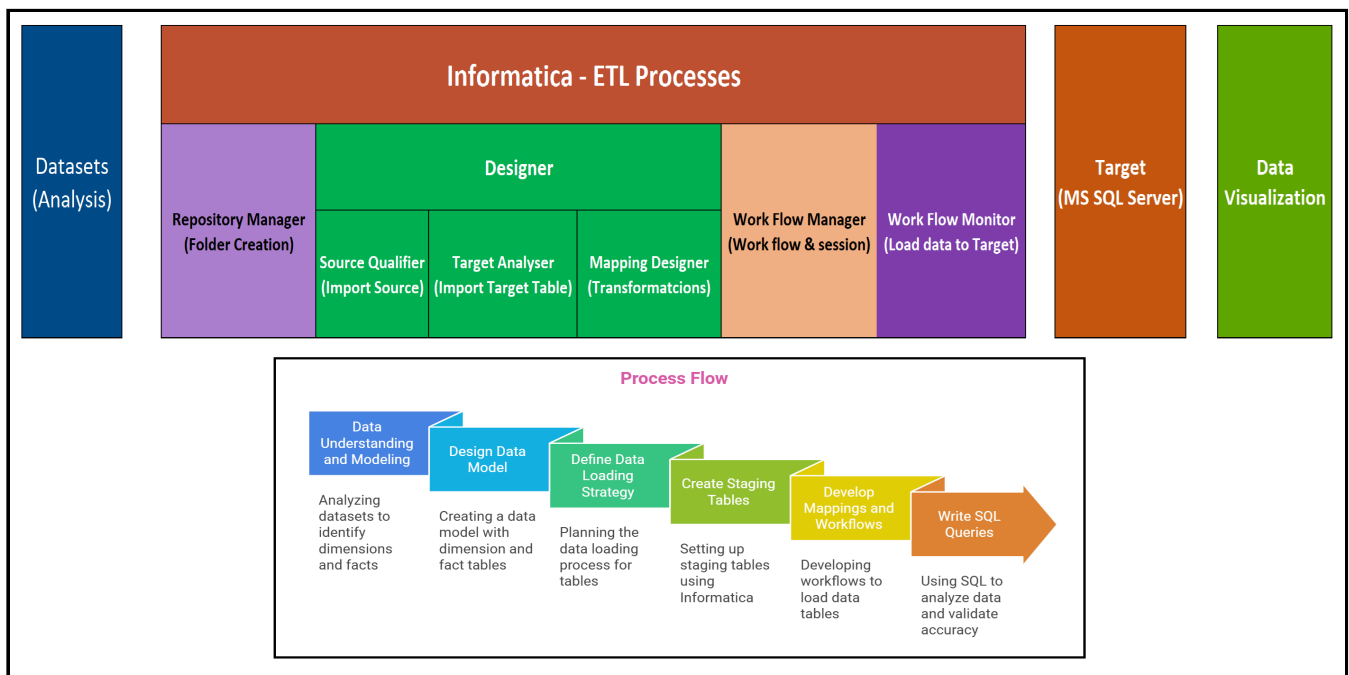 Datasets
(Analysis)
Informatica - ETL Processes
Repository Manager
(Folder Creation)
Designer
Source Qualifier
(Import Source)
Target Analyser
(Import Target Table)
Mapping Designer
(Transformatcions)
Work Flow Manager
(Work flow & session)
Work Flow Monitor
(Load data to Target)
Target
(MS SQL Server)
Data
Visualization
Process Flow
Data
Understanding
and Modeling
Analyzing
datasets to
identify
dimensions
and facts
Design Data
Model
Creating a data
model with
dimension and
fact tables
Define Data
Loading
Strategy
Planning the
data loading
process for
tables
Create Staging
Tables
Setting up
staging tables
using
Informatica
Develop
Mappings and
Workflows
Developing
workflows to
load data
tables
Write SQL
Queries
Using SQL to
analyze data
and validate
accuracy